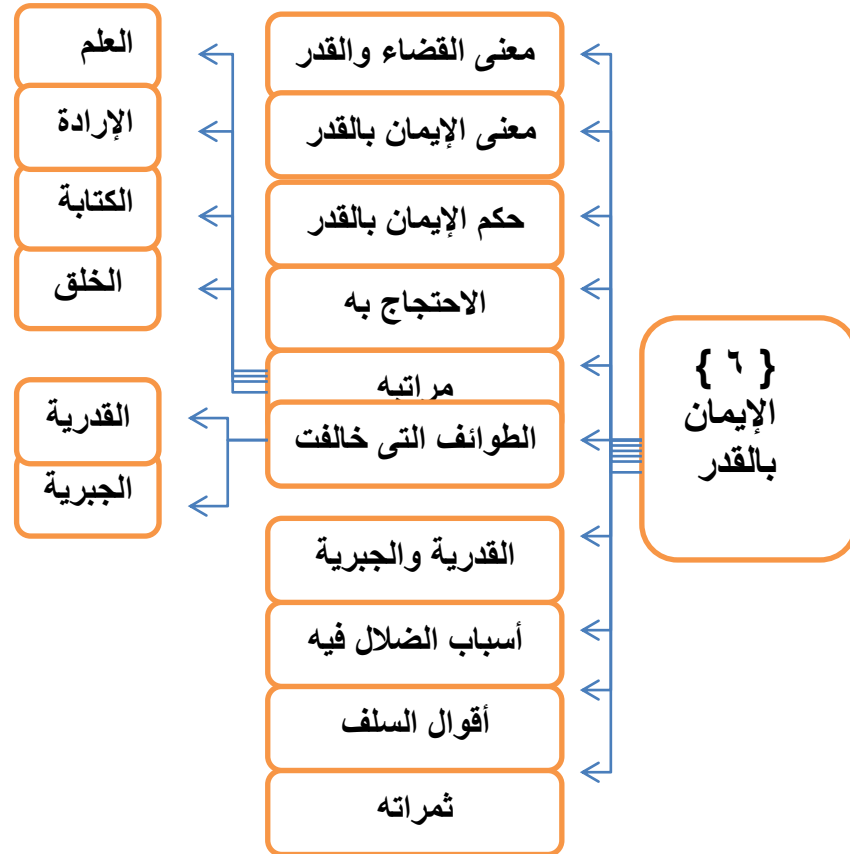 { ٦ }
الإيمان
بالقدر
معنى القضاء والقدر
معنى الإيمان بالقدر
حكم الإيمان بالقدر
الاحتجاج به
مراتبه
العلم
الإرادة
الكتابة
الخلق
الطوائف التى خالفت
القدرية
الجبرية
القدرية والجبرية
أسباب الضلال فيه
أقوال السلف
ثمراته